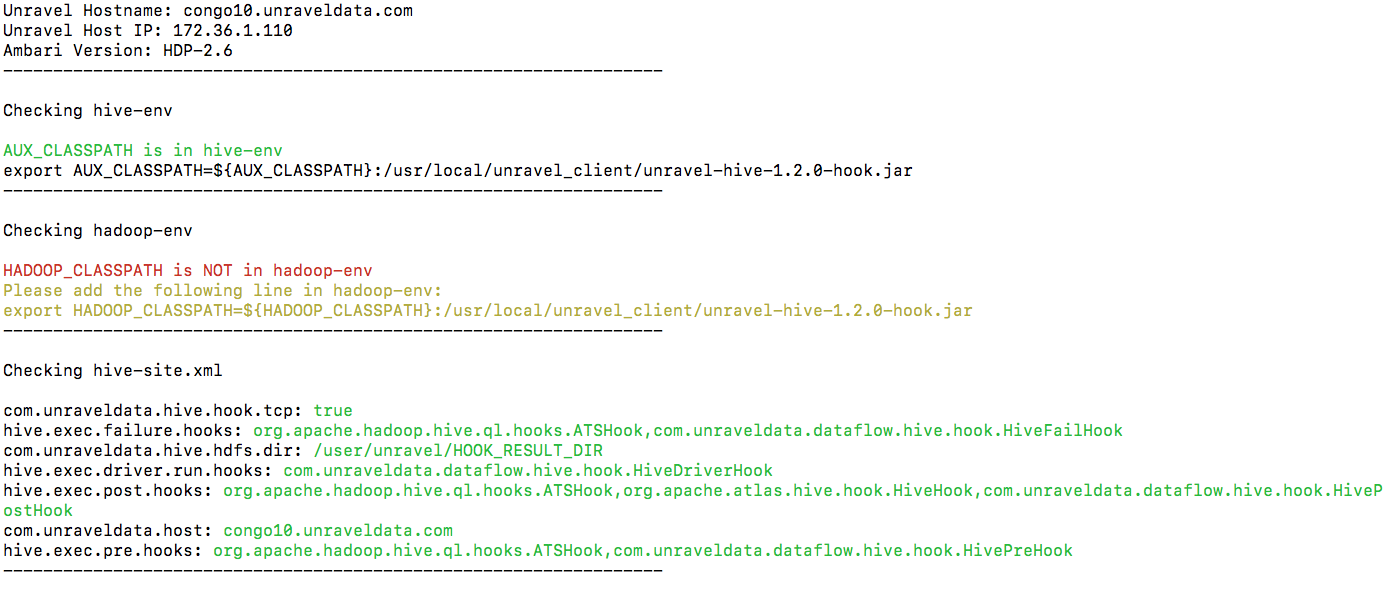 Unravel Hostname: congo10.unraveldata.com
Unravel Host IP: 172.36.1.110
Ambari Version: HDP-2.6
------------------------------------------------------------------
Checking hive-env
AUX_CLASSPATH is in hive-env
export AUX_CLASSPATH=${AUX_CLASSPATH}:/usr/local/unravel_client/unravel-hive-1.2.0-hook.jar
------------------------------------------------------------------
Checking hadoop-env
HADOOP_CLASSPATH is NOT in hadoop-env
Please add the following line in hadoop-env:
export HADOOP_CLASSPATH=${HADOOP_CLASSPATH}:/usr/local/unravel_client/unravel-hive-1.2.0-hook.jar
------------------------------------------------------------------
Checking hive-site.xml
com.unraveldata.hive.hook.tcp: true
hive.exec.failure.hooks: org.apache.hadoop.hive.ql.hooks.ATSHook,com.unraveldata.dataflow.hive.hook.HiveFailHook
com.unraveldata.hive.hdfs.dir: /user/unravel/HOOK_RESULT_DIR
hive.exec.driver.run.hooks: com.unraveldata.dataflow.hive.hook.HiveDriverHook
hive.exec.post.hooks: org.apache.hadoop.hive.ql.hooks.ATSHook,org.apache.atlas.hive.hook.HiveHook,com.unraveldata.dataflow.hive.hook.HiveP
ostHook
com.unraveldata.host: congo10.unraveldata.com
hive.exec.pre.hooks: org.apache.hadoop.hive.ql.hooks.ATSHook,com.unraveldata.dataflow.hive.hook.HivePreHook
------------------------------------------------------------------